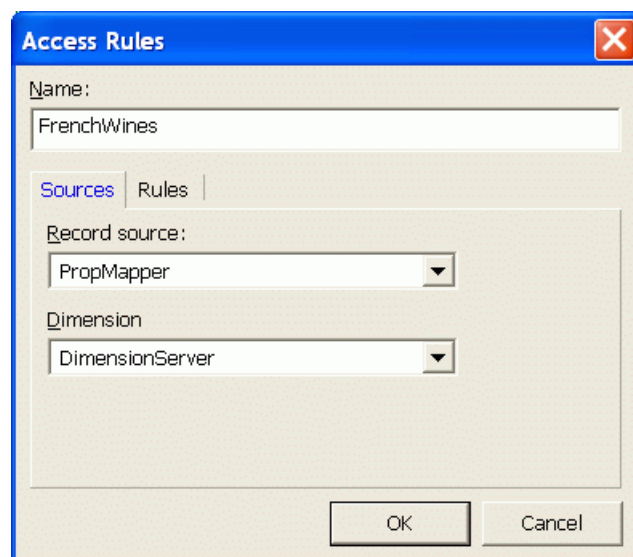 Access Rules
Name:
FrenchWines
Sources Rules
Record source:
PropMapper
Dimension
DimensionServer
OK Cancel